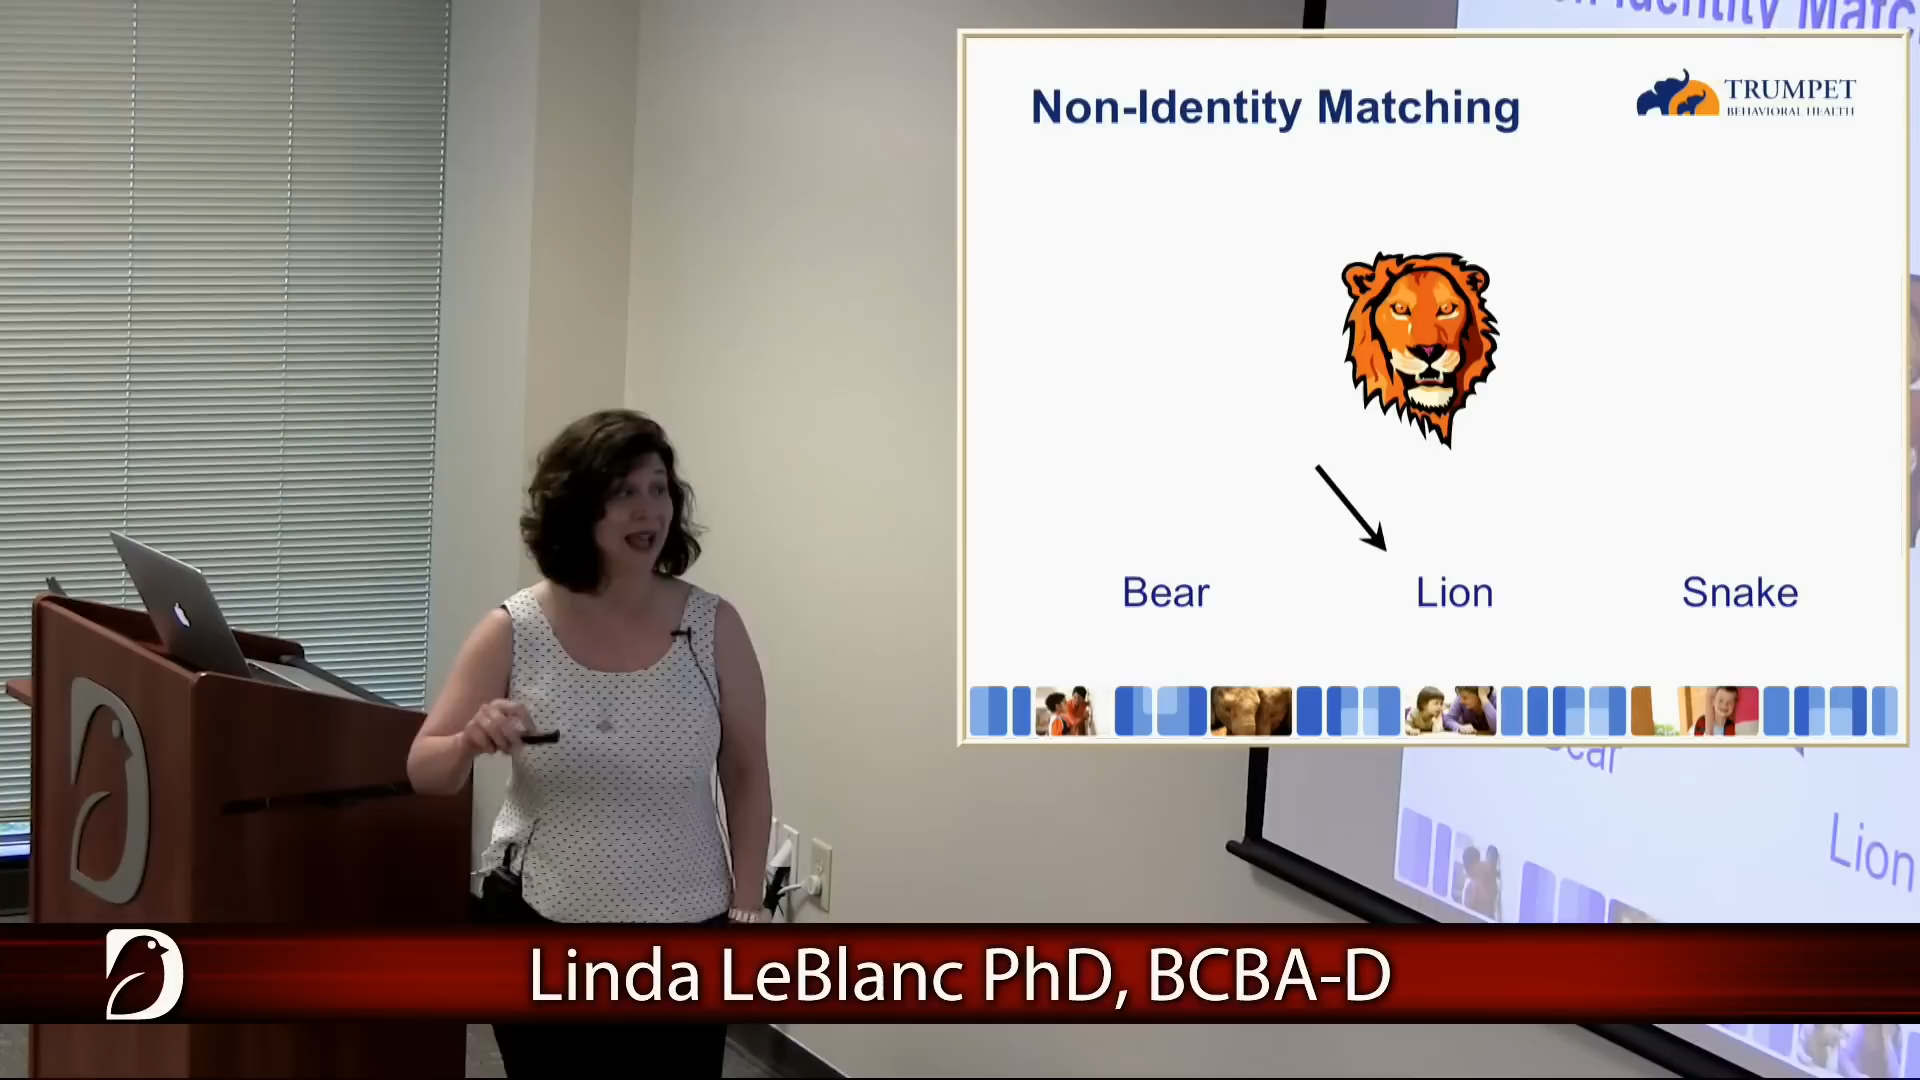 Non-Identity Matching
TRUMPET
BEHAVIORAL HEALTH
Bear Lion Snake
Lion
Linda LeBlanc PhD, BCBA-D